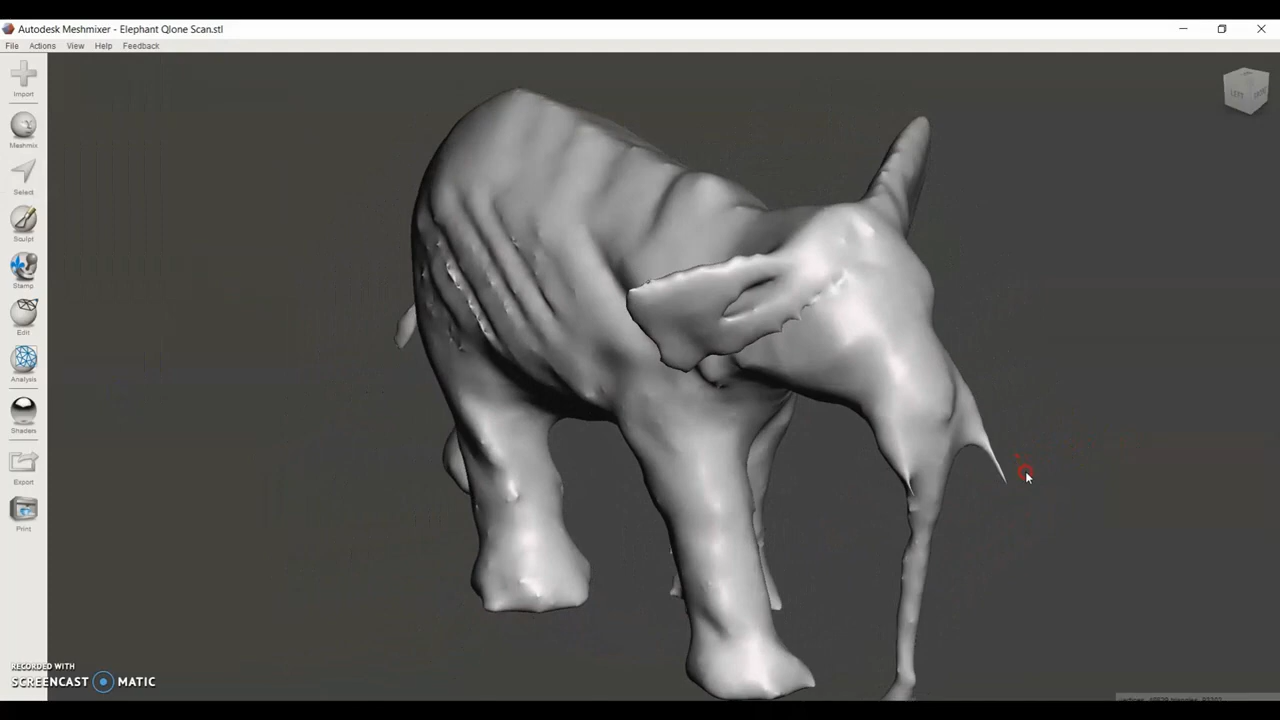 Autodesk Meshmixer - Elephant Qlone Scan.stl
File Actions View Help Feedback
Import
Meshmix
Select
Sculpt
Stamp
Edit
Analysis
Shaders
Export
Print
LEFT
RECORDED WITH
SCREENCAST MATIC